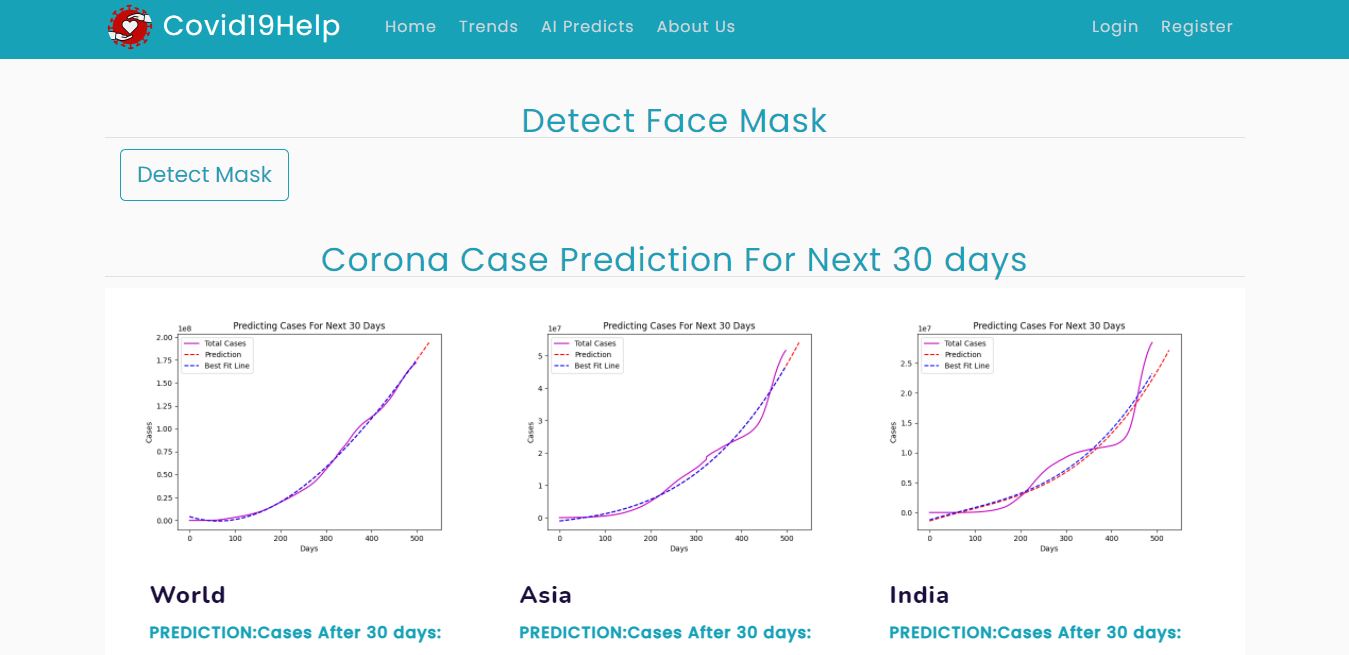 Covid19Help Home Trends AI Predicts About Us Login Register
Detect Face Mask
Detect Mask
Corona Case Prediction For Next 30 days
Predicting Cases For Next 30 Days
1e8
Total Cases
Prediction
Best Fit Line
2.00
1.75
1.50
1.25
1.00
0.75
0.50
0.25
0.00
Cases
0 100 200 300 400 500
Days
Predicting Cases For Next 30 Days
1e7
Total Cases
Prediction
Best Fit Line
5
4
3
2
1
0
Cases
0 100 200 300 400 500
Days
Predicting Cases For Next 30 Days
1e7
Total Cases
Prediction
Best Fit Line
2.5
2.0
1.5
1.0
0.5
0.0
Cases
0 100 200 300 400 500
Days
World
PREDICTION:Cases After 30 days:
Asia
PREDICTION:Cases After 30 days:
India
PREDICTION:Cases After 30 days: